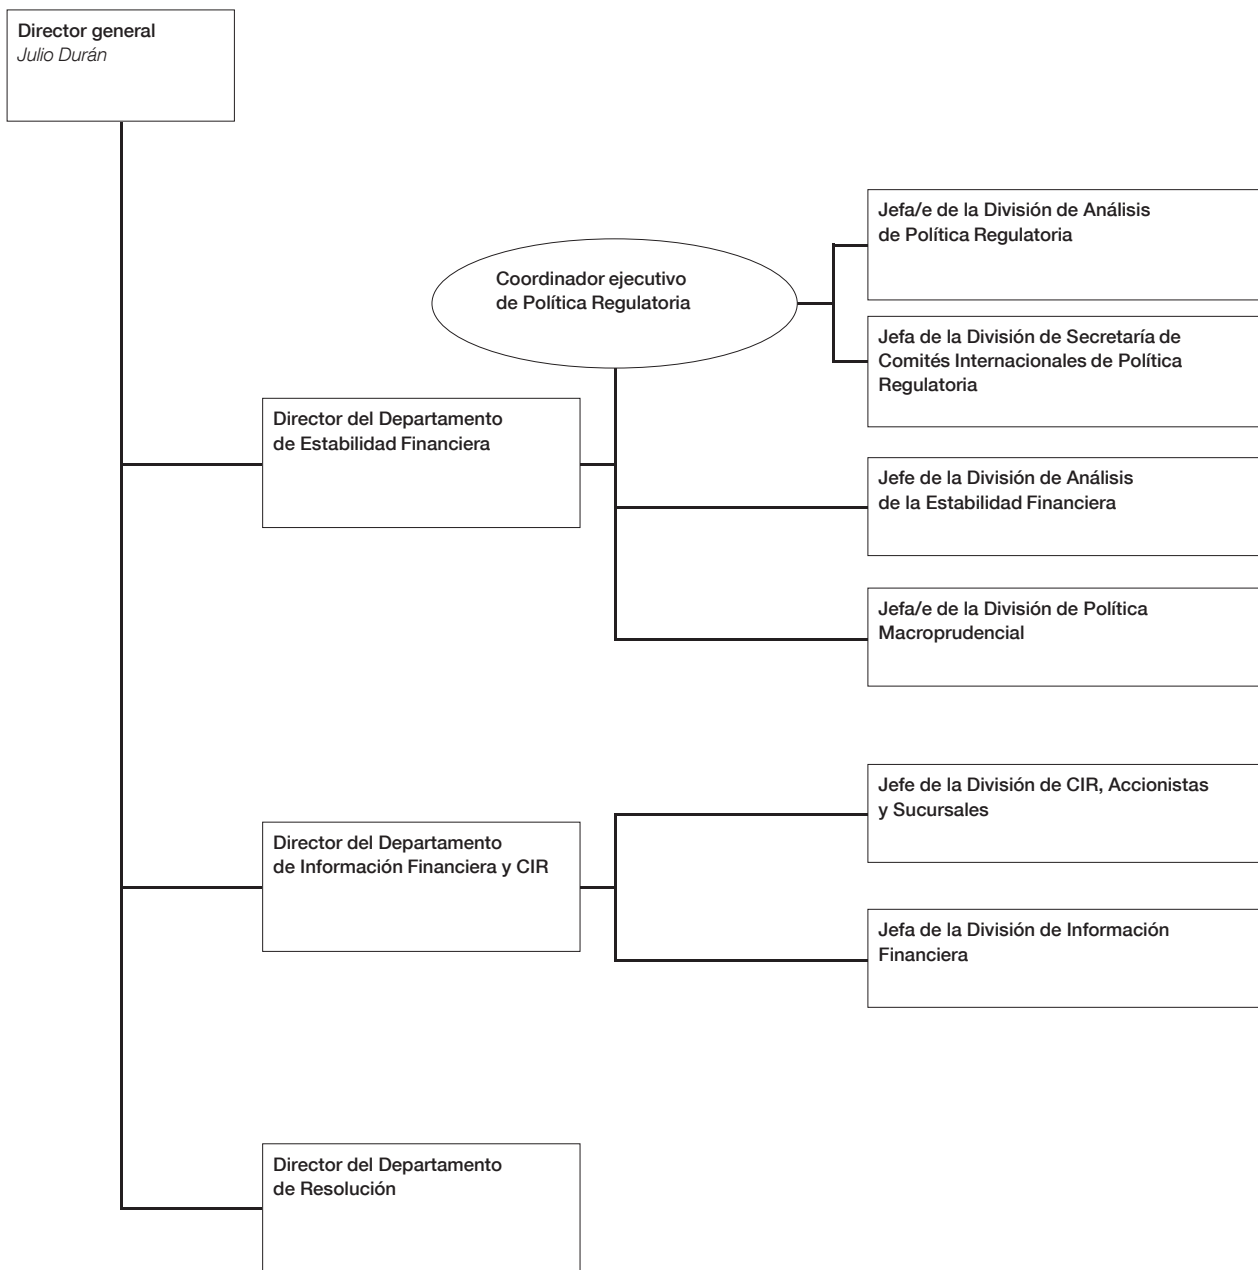 Director general
Julio Durán
Jefa/e de la División de Análisis
de Política Regulatoria
Coordinador ejecutivo
de Política Regulatoria
Jefa de la División de Secretaría de
Comités Internacionales de Política
Regulatoria
Director del Departamento
de Estabilidad Financiera
Jefe de la División de Análisis
de la Estabilidad Financiera
Jefa/e de la División de Política
Macroprudencial
Jefe de la División de CIR, Accionistas
y Sucursales
Director del Departamento
de Información Financiera y CIR
Jefa de la División de Información
Financiera
Director del Departamento
de Resolución